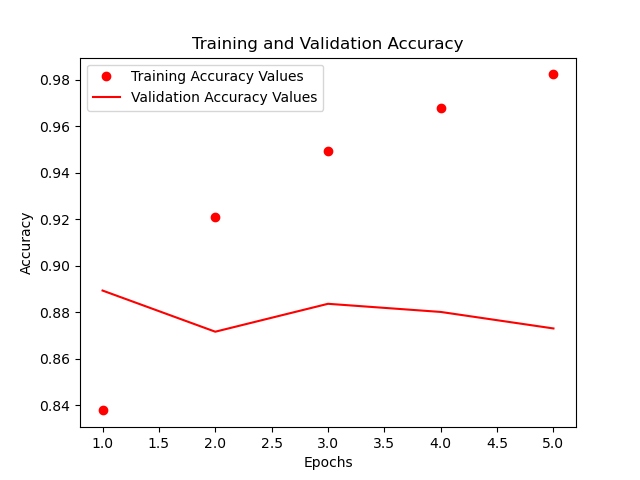 Training and Validation Accuracy
Training Accuracy Values
Validation Accuracy Values
0.98
0.96
0.94
0.92
0.90
0.88
0.86
0.84
Accuracy
1.0 1.5 2.0 2.5 3.0 3.5 4.0 4.5 5.0
Epochs